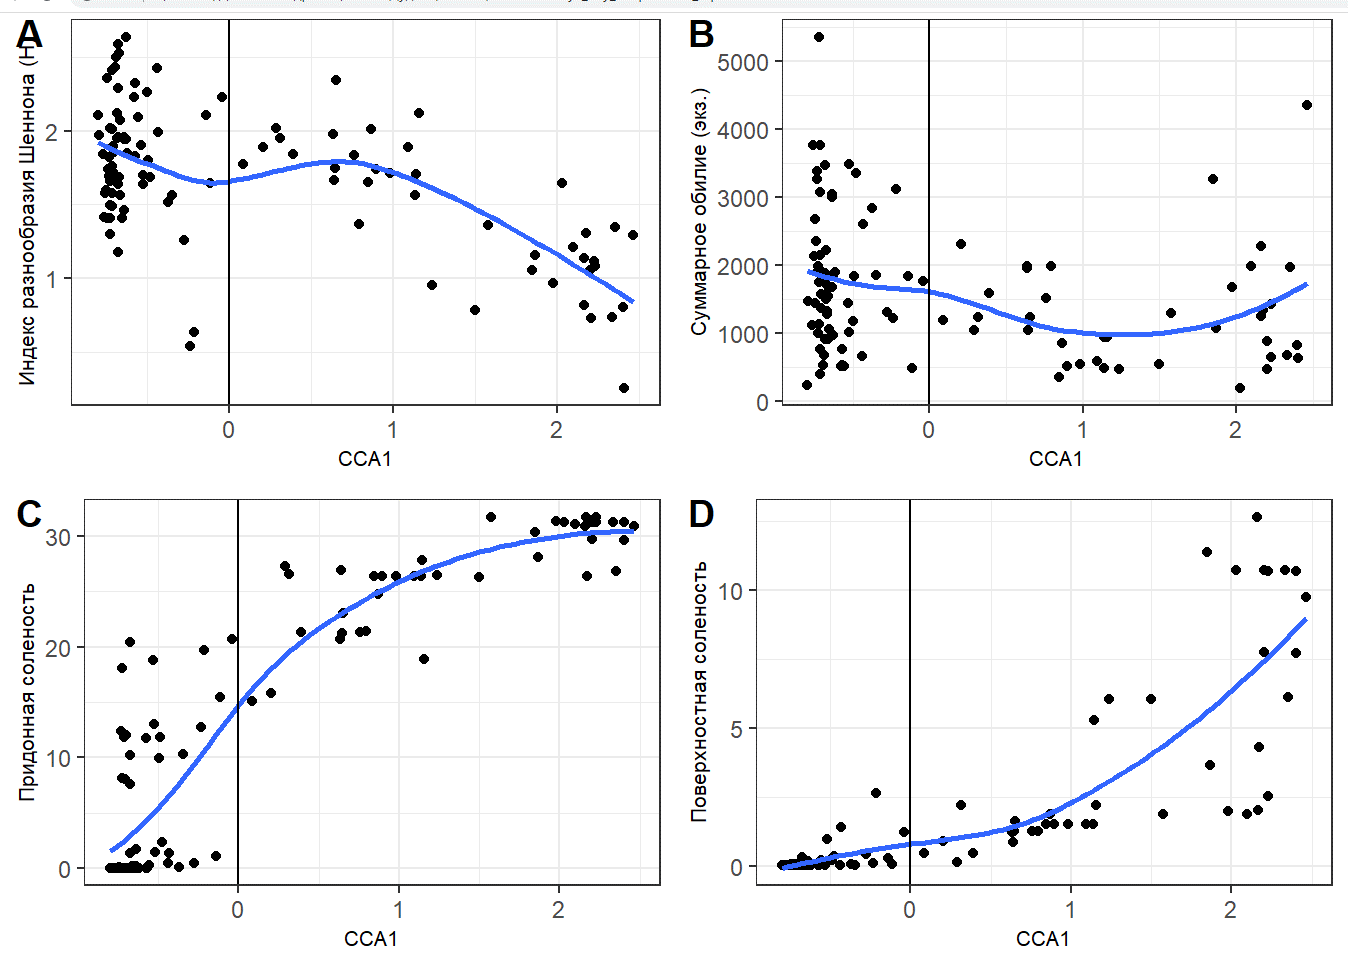 A
Индекс разнообразия Шеннона (H
2
1
0
1
2
CCA1
B
Суммарное обилие (экз.)
5000
4000
3000
2000
1000
0
0
1
2
CCA1
C
Придонная соленость
30
20
10
0
0
1
2
CCA1
D
Поверхностная соленость
10
5
0
0
1
2
CCA1